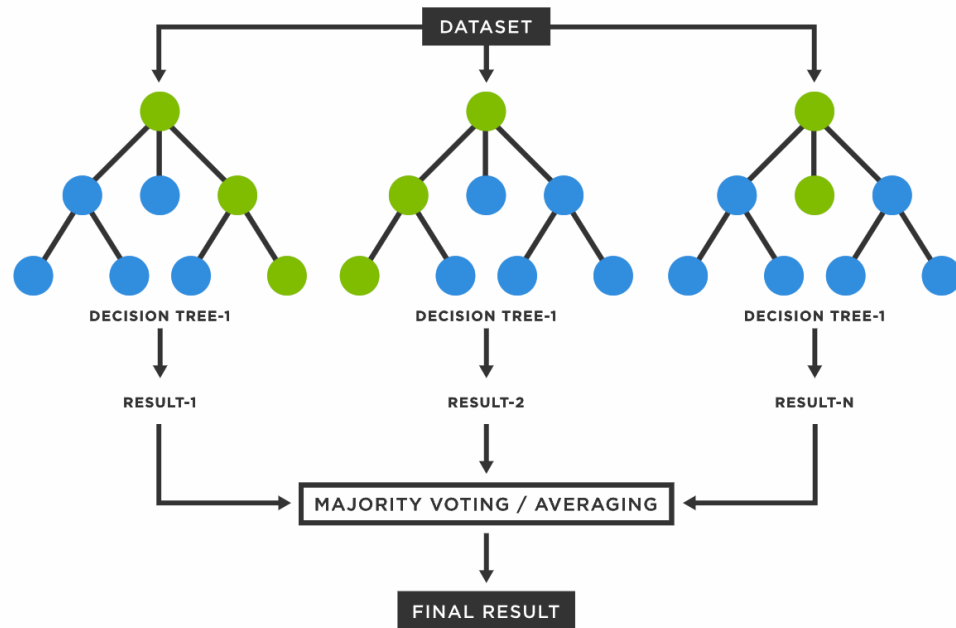 DATASET
DECISION TREE-1
DECISION TREE-1
DECISION TREE-1
RESULT-1
RESULT-2
RESULT-N
MAJORITY VOTING / AVERAGING
FINAL RESULT